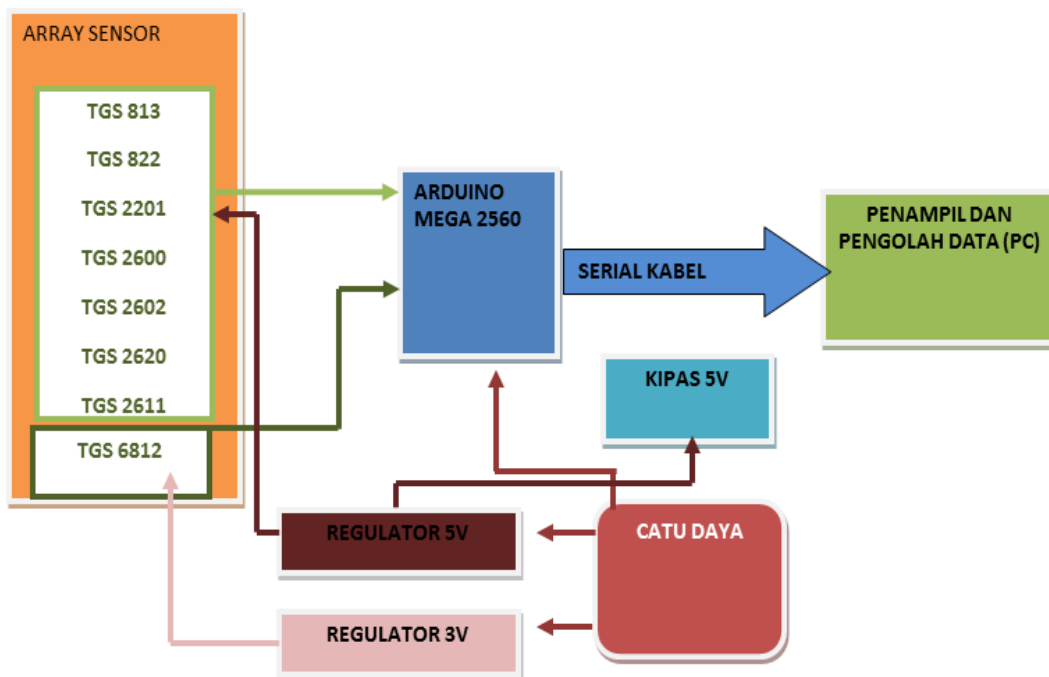 ARRAY SENSOR
TGS 813
TGS 822
TGS 2201
TGS 2600
TGS 2602
TGS 2620
TGS 2611
TGS 6812
ARDUINO
MEGA 2560
SERIAL KABEL
PENAMPIL DAN
PENGOLAH DATA (PC)
KIPAS 5V
REGULATOR 5V
CATU DAYA
REGULATOR 3V